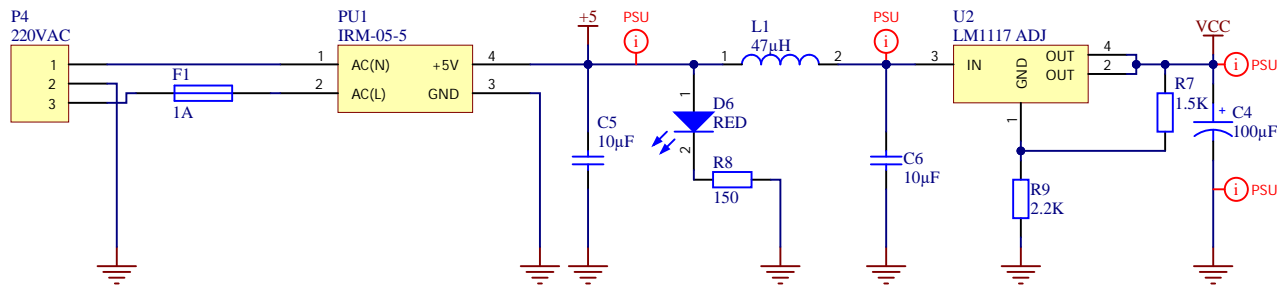 P4
220VAC
1
2
3
F1
1A
PU1
IRM-05-5
1
2
AC(N)
AC(L)
+5V
GND
4
3
+5
C5
10µF
PSU
i
1
D6
RED
2
R8
150
L1
47µH
1
2
PSU
i
C6
10µF
U2
LM1117 ADJ
3
IN
GND
OUT
OUT
4
2
1
R9
2.2K
R7
1.5K
VCC
i PSU
+
C4
100µF
i PSU